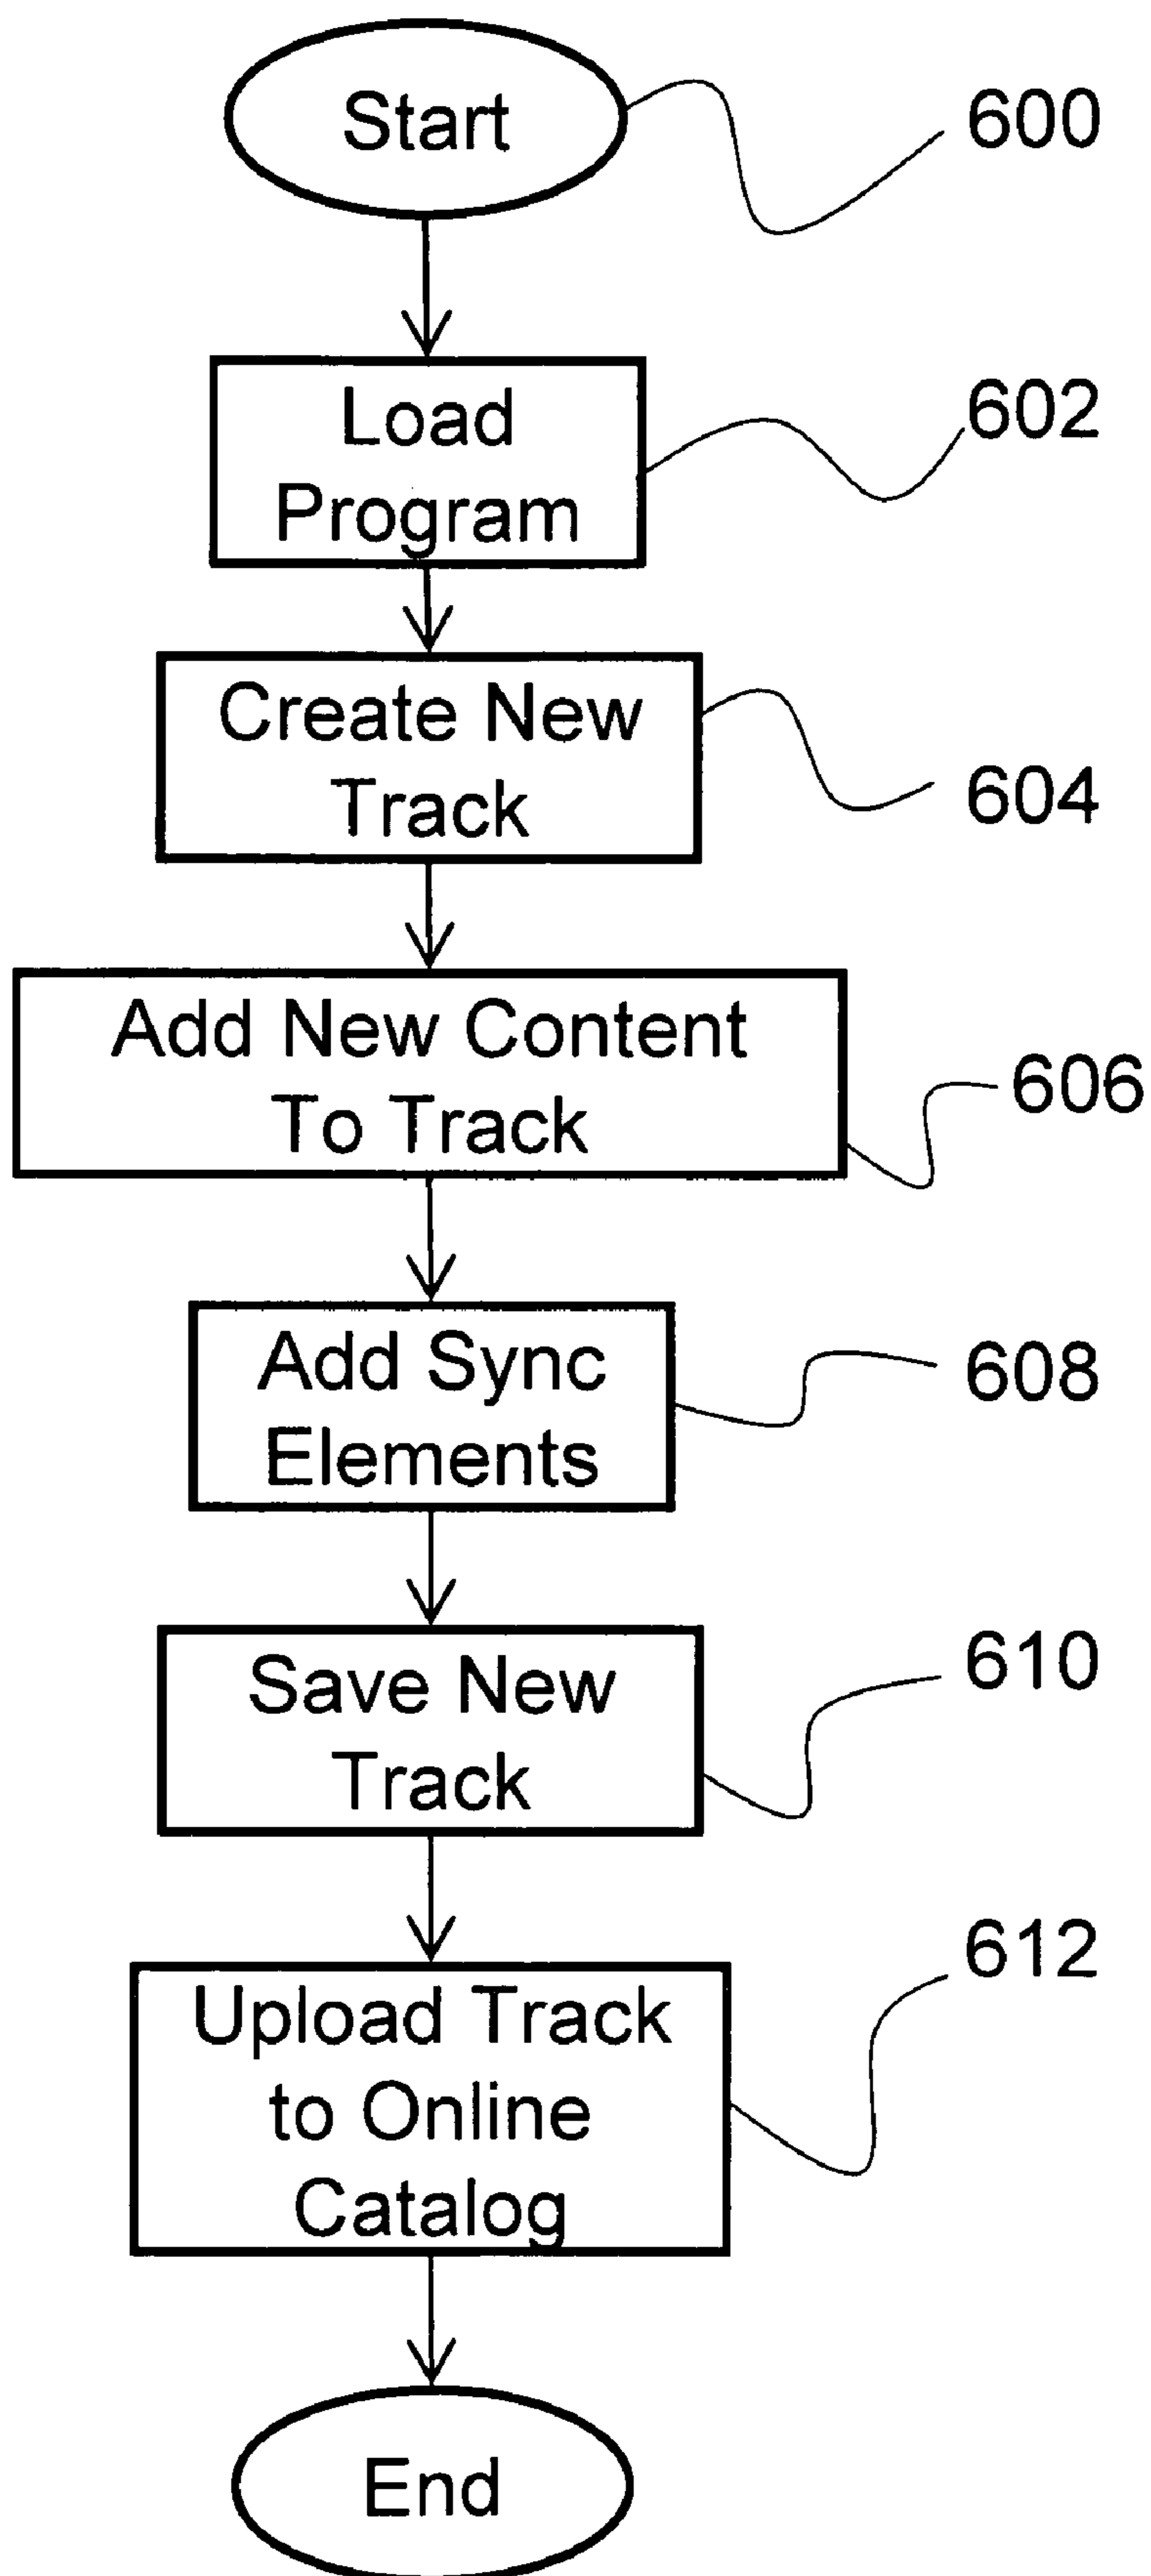 Start
600
Load
Program
602
Create New
Track
604
Add New Content
To Track
606
Add Sync
Elements
608
Save New
Track
610
Upload Track
to Online
Catalog
612
End